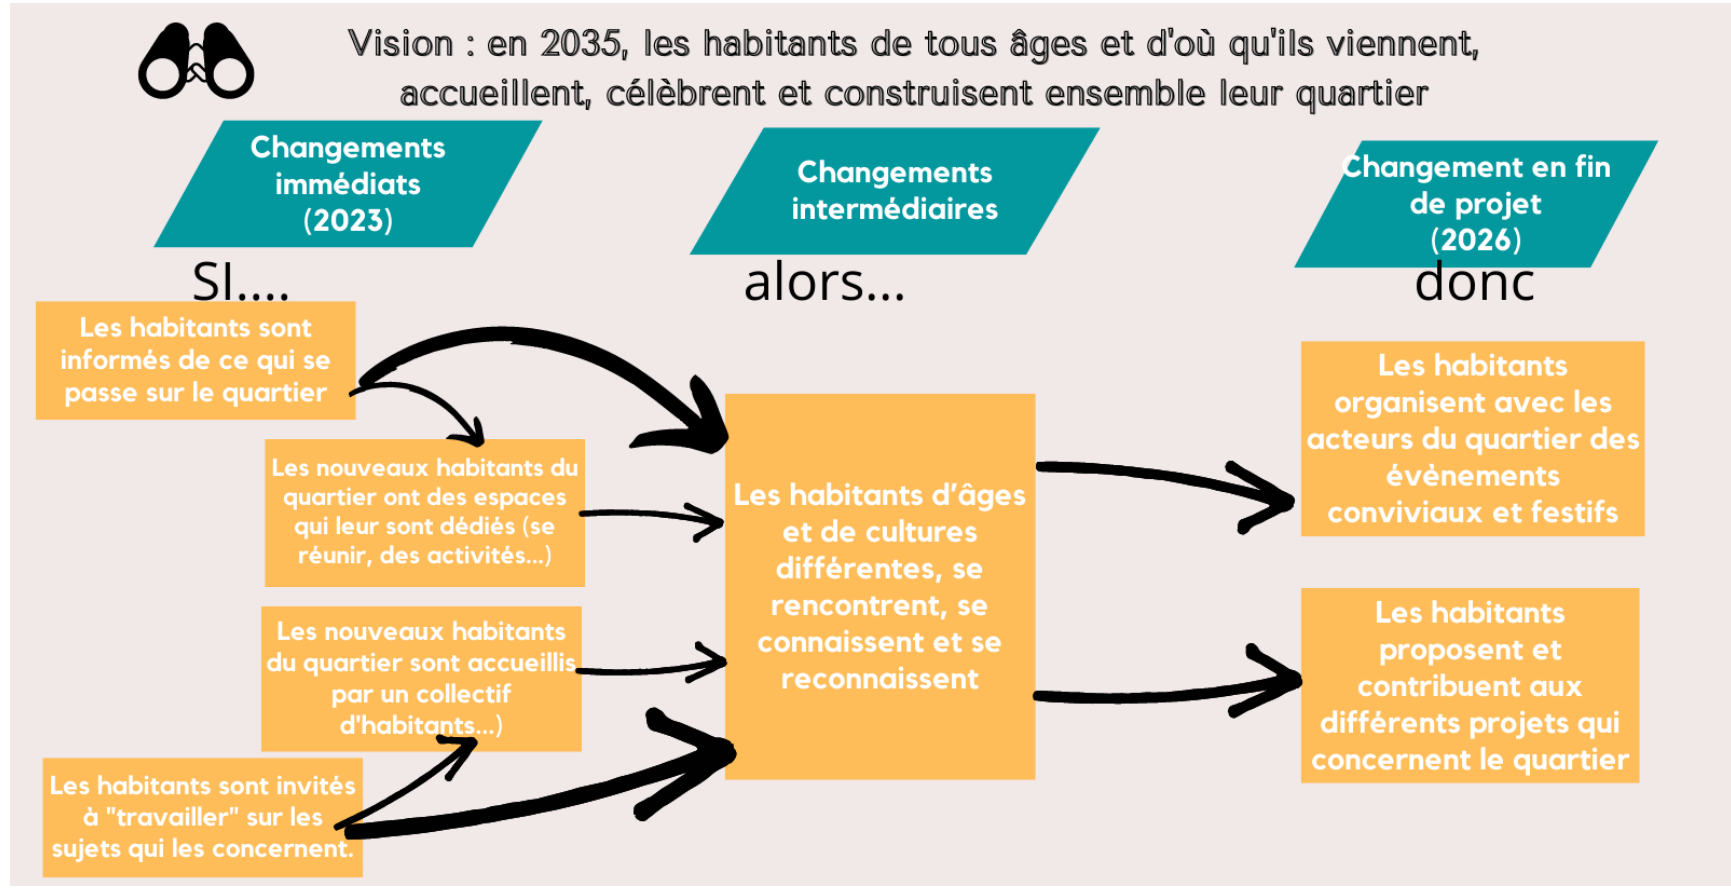 Vision : en 2035, les habitants de tous âges et d'où qu'ils viennent,
accueillent, célèbrent et construisent ensemble leur quartier
Changements
immédiats
(2023)
Changements
intermédiaires
Changement en fin
de projet
(2026)
SI....
alors...
donc
Les habitants sont
informés de ce qui se
passe sur le quartier
Les nouveaux habitants du
quartier ont des espaces
qui leur sont dédiés (se
réunir, des activités...)
Les nouveaux habitants
du quartier sont accueillis
par un collectif
d'habitants...)
Les habitants sont invités
à "travailler" sur les
sujets qui les concernent.
Les habitants d'âges
et de cultures
différentes, se
rencontrent, se
connaissent et se
reconnaissent
Les habitants
organisent avec les
acteurs du quartier des
évènements
conviviaux et festifs
Les habitants
proposent et
contribuent aux
différents projets qui
concernent le quartier